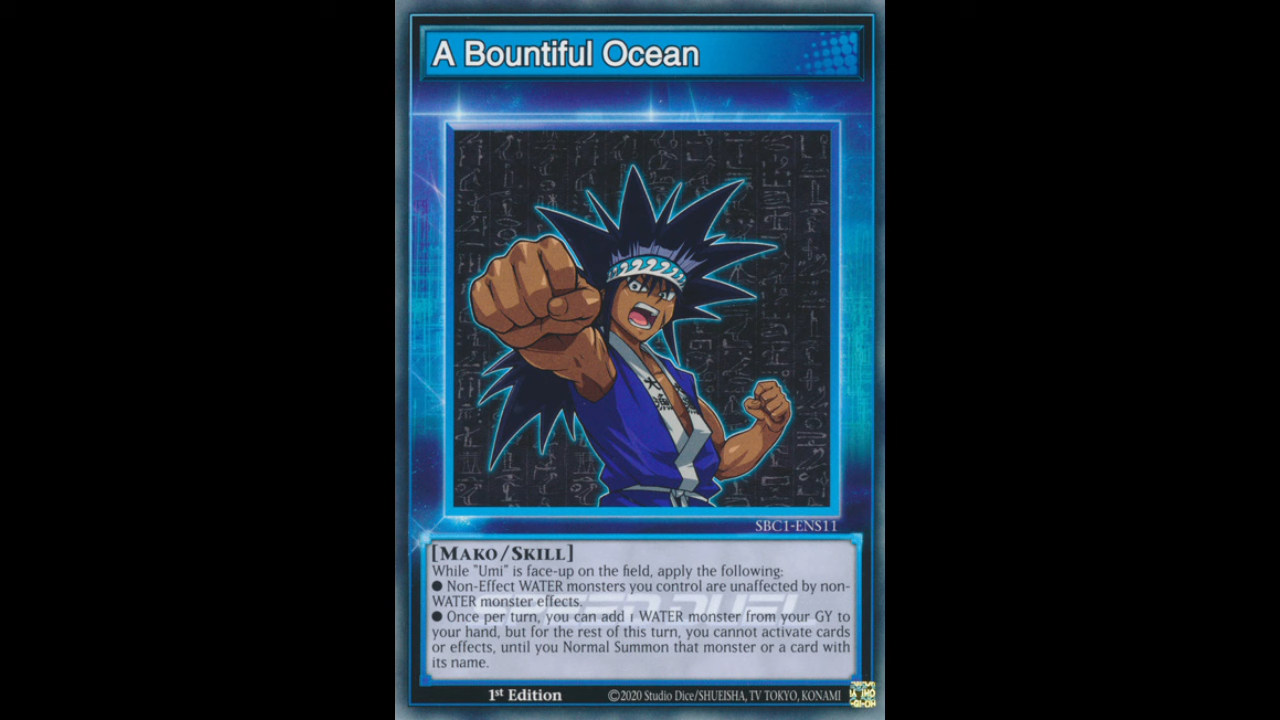 A Bountiful Ocean
SBC1-ENS11
[MAKO/SKILL]
While "Umi" is face-up on the field, apply the following:
● Non-Effect WATER monsters you control are unaffected by non-
WATER monster effects.
● Once per turn, you can add 1 WATER monster from your GY to
your hand, but for the rest of this turn, you cannot activate cards
or effects, until you Normal Summon that monster or a card with
its name.
SPEED DUEL
1st Edition
©2020 Studio Dice/SHUEISHA, TV TOKYO, KONAMI